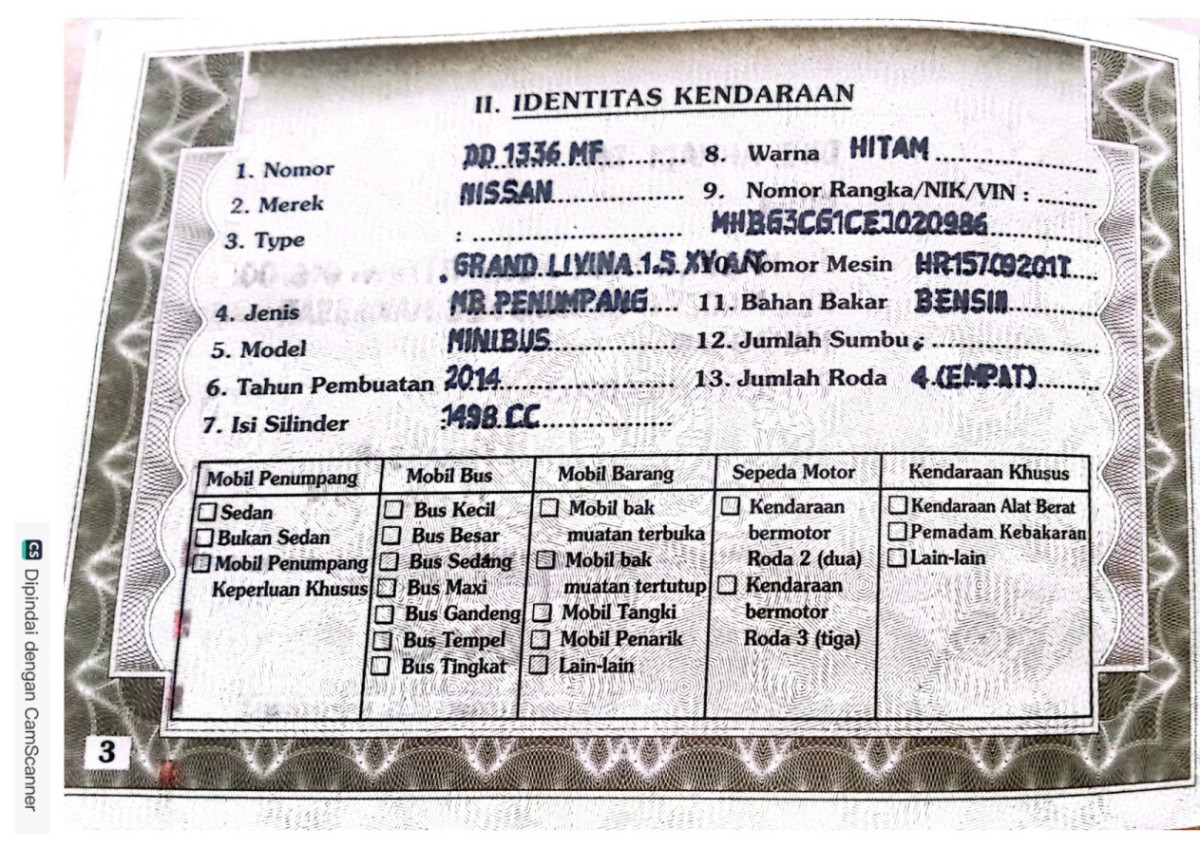 II. IDENTITAS KENDARAAN
1. Nomor DD 1336 MF
2. Merek NISSAN
3. Type :
GRAND LIVINA 1.5 XV
4. Jenis MB PENUMPANG
5. Model MINIBUS
6. Tahun Pembuatan 2014
7. Isi Silinder :1498 CC
8. Warna HITAM
9. Nomor Rangka/NIK/VIN :
MHBG3CG1CEJ020986
10. Nomor Mesin HR15709201T
11. Bahan Bakar BENSIN
12. Jumlah Sumbu :
13. Jumlah Roda 4 (EMPAT)
Mobil Penumpang
Sedan
Bukan Sedan
Mobil Penumpang
Keperluan Khusus
Mobil Bus
Bus Kecil
Bus Besar
Bus Sedang
Bus Maxi
Bus Gandeng
Bus Tempel
Bus Tingkat
Mobil Barang
Mobil bak
muatan terbuka
Mobil bak
muatan tertutup
Mobil Tangki
Mobil Penarik
Lain-lain
Sepeda Motor
Kendaraan
bermotor
Roda 2 (dua)
Kendaraan
bermotor
Roda 3 (tiga)
Kendaraan Khusus
Kendaraan Alat Berat
Pemadam Kebakaran
Lain-lain
3
CS Dipindai dengan CamScanner